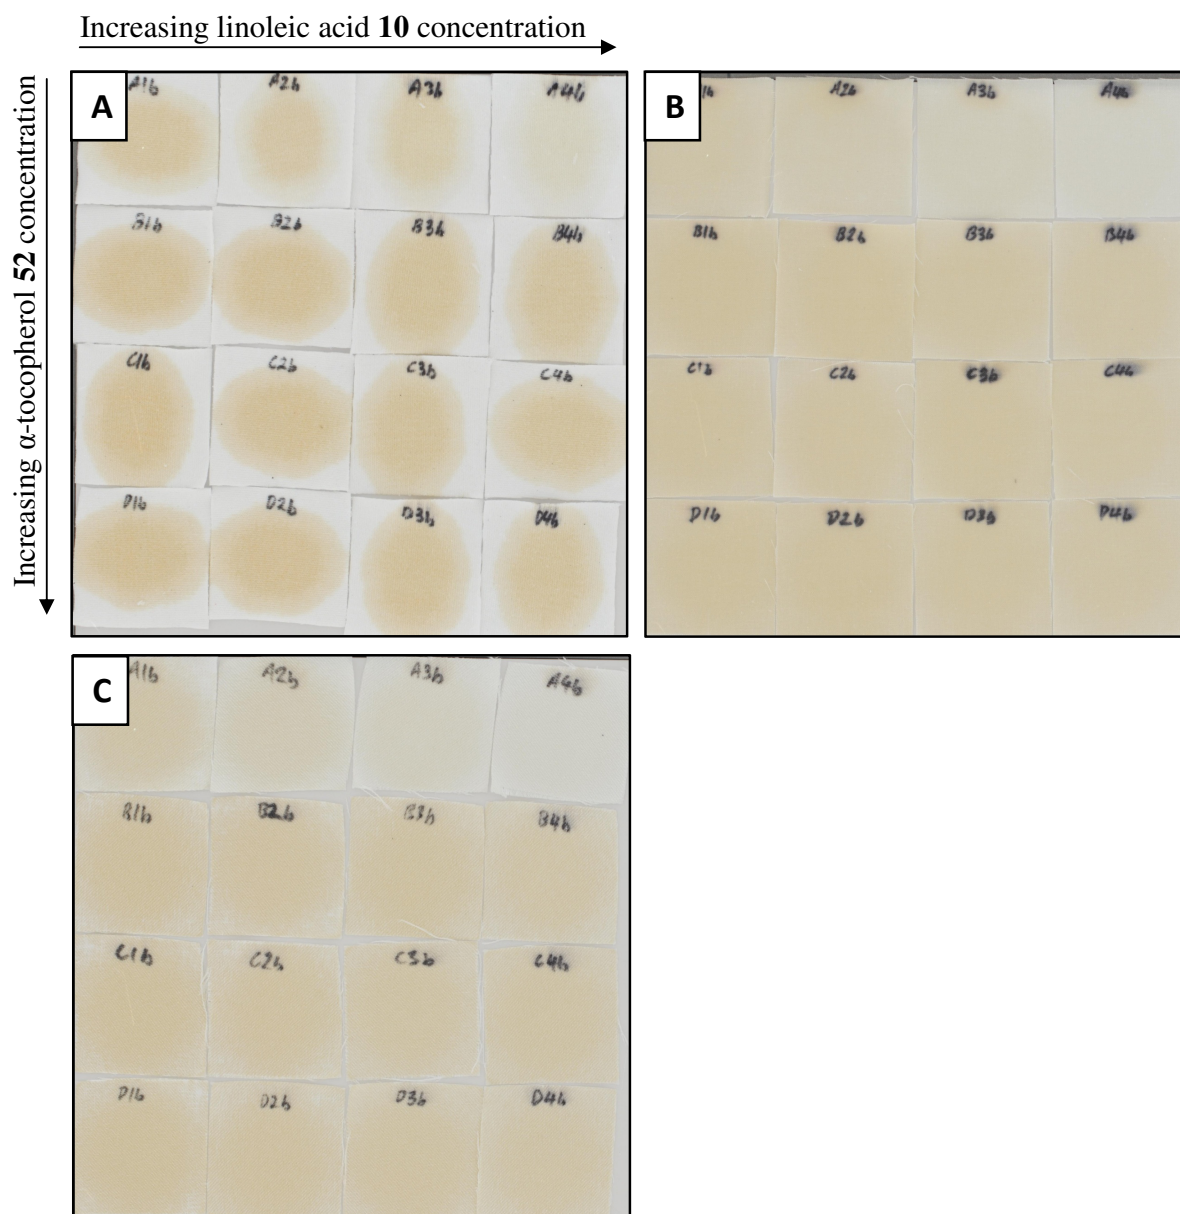 Increasing linoleic acid 10 concentration
Increasing α-tocopherol 52 concentration
A
A1b A2b A3b A4b
B1b B2b B3b B4b
C1b C2b C3b C4b
D1b D2b D3b D4b
B
1b A2b A3b A4b
B1b B2b B3b B4b
C1b C2b C3b C4b
D1b D2b D3b D4b
C
A1b A2b A3b A4b
B1b B2b B3b B4b
C1b C2b C3b C4b
D1b D2b D3b D4b